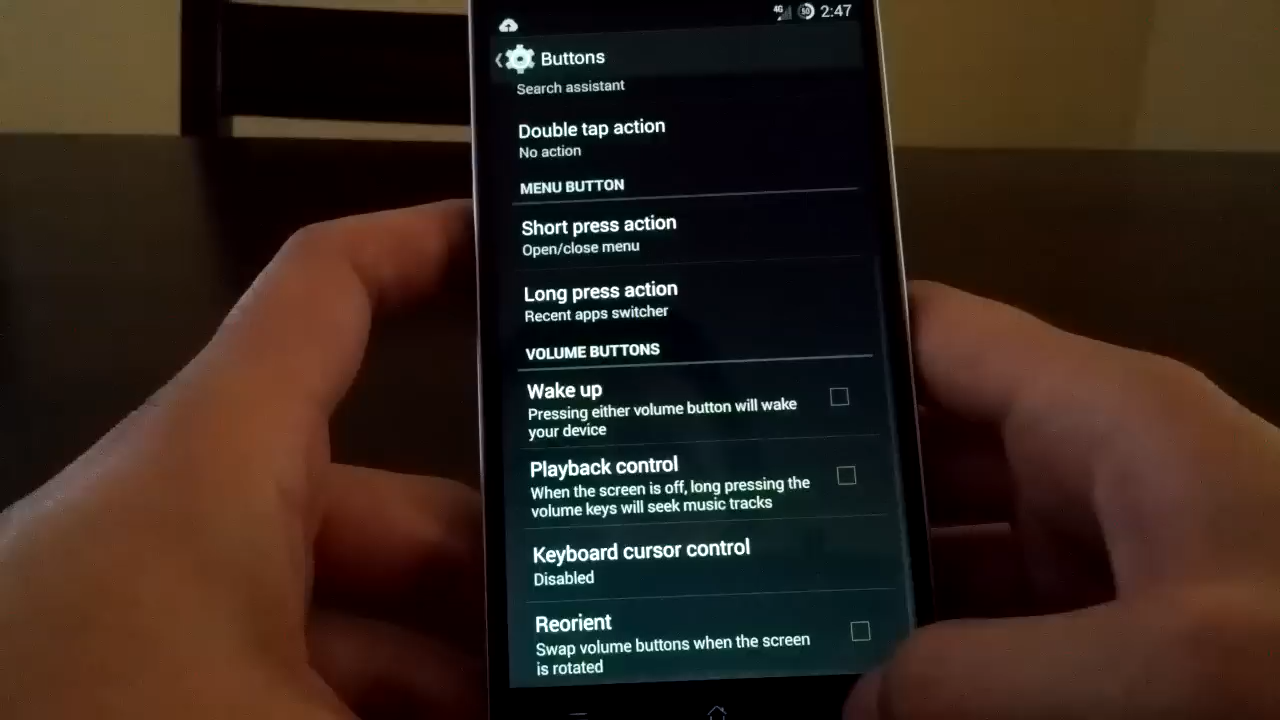 4G 50 2:47
Buttons
Search assistant
Double tap action
No action
MENU BUTTON
Short press action
Open/close menu
Long press action
Recent apps switcher
VOLUME BUTTONS
Wake up
Pressing either volume button will wake
your device
Playback control
When the screen is off, long pressing the
volume keys will seek music tracks
Keyboard cursor control
Disabled
Reorient
Swap volume buttons when the screen
is rotated